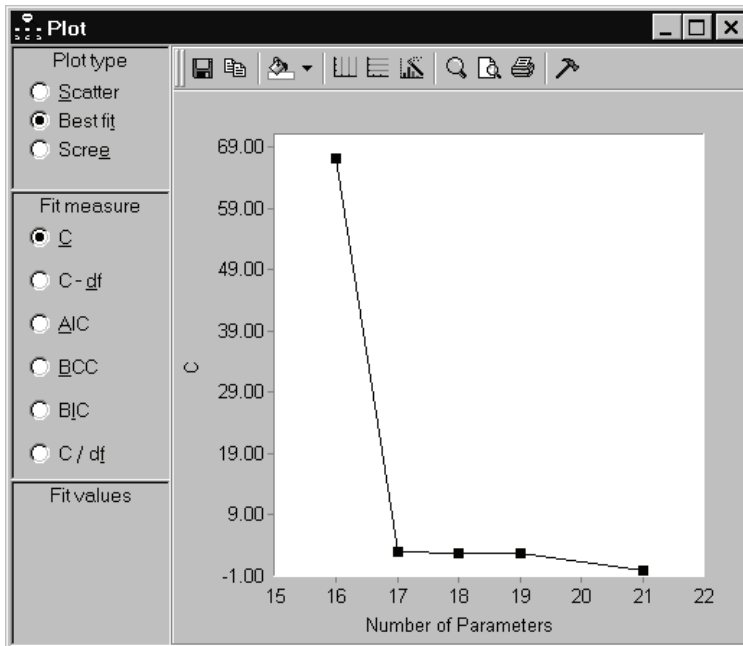 Plot
Plot type
Scatter
Best fit
Scree
Fit measure
C
C - df
AIC
BCC
BIC
C / df
Fit values
69.00
59.00
49.00
39.00
29.00
19.00
9.00
-1.00
C
15 16 17 18 19 20 21 22
Number of Parameters